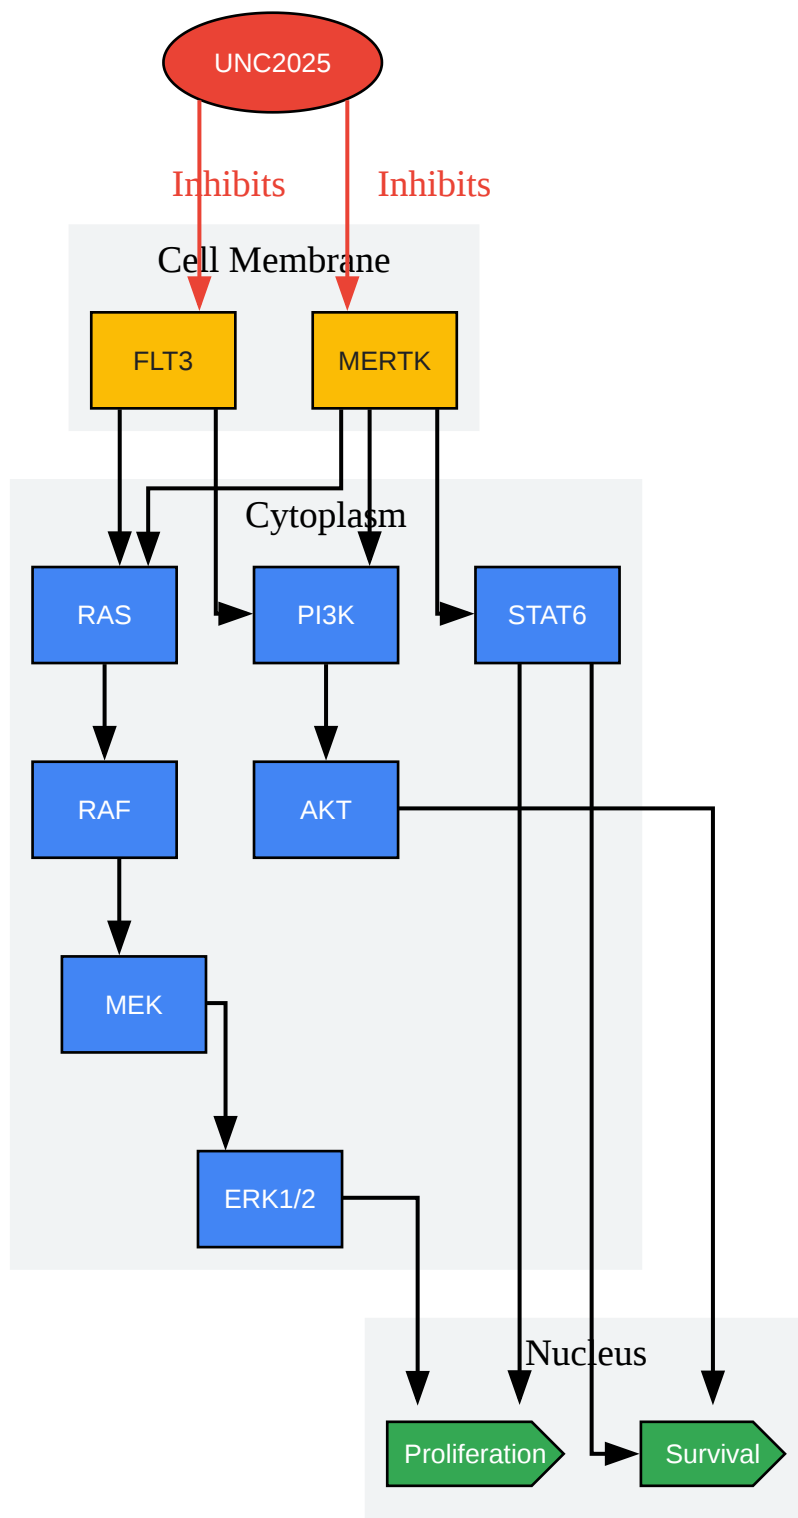 UNC2025
Inhibits
Inhibits
Cell Membrane
FLT3
MERTK
Cytoplasm
RAS
PI3K
STAT6
RAF
AKT
MEK
ERK1/2
Nucleus
Proliferation
Survival